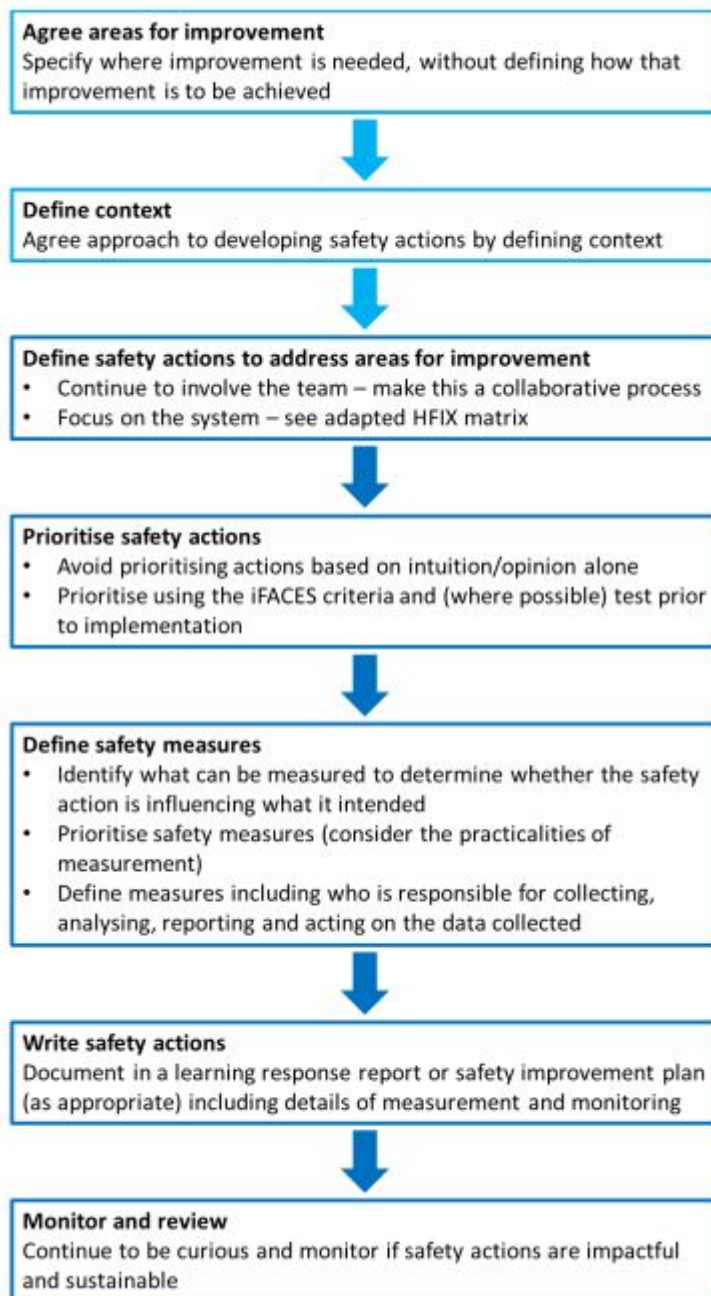 Agree areas for improvement
Specify where improvement is needed, without defining how that
improvement is to be achieved
Define context
Agree approach to developing safety actions by defining context
Define safety actions to address areas for improvement
• Continue to involve the team – make this a collaborative process
• Focus on the system – see adapted HFIX matrix
Prioritise safety actions
• Avoid prioritising actions based on intuition/opinion alone
• Prioritise using the iFACES criteria and (where possible) test prior
to implementation
Define safety measures
• Identify what can be measured to determine whether the safety
action is influencing what it intended
• Prioritise safety measures (consider the practicalities of
measurement)
• Define measures including who is responsible for collecting,
analysing, reporting and acting on the data collected
Write safety actions
Document in a learning response report or safety improvement plan
(as appropriate) including details of measurement and monitoring
Monitor and review
Continue to be curious and monitor if safety actions are impactful
and sustainable